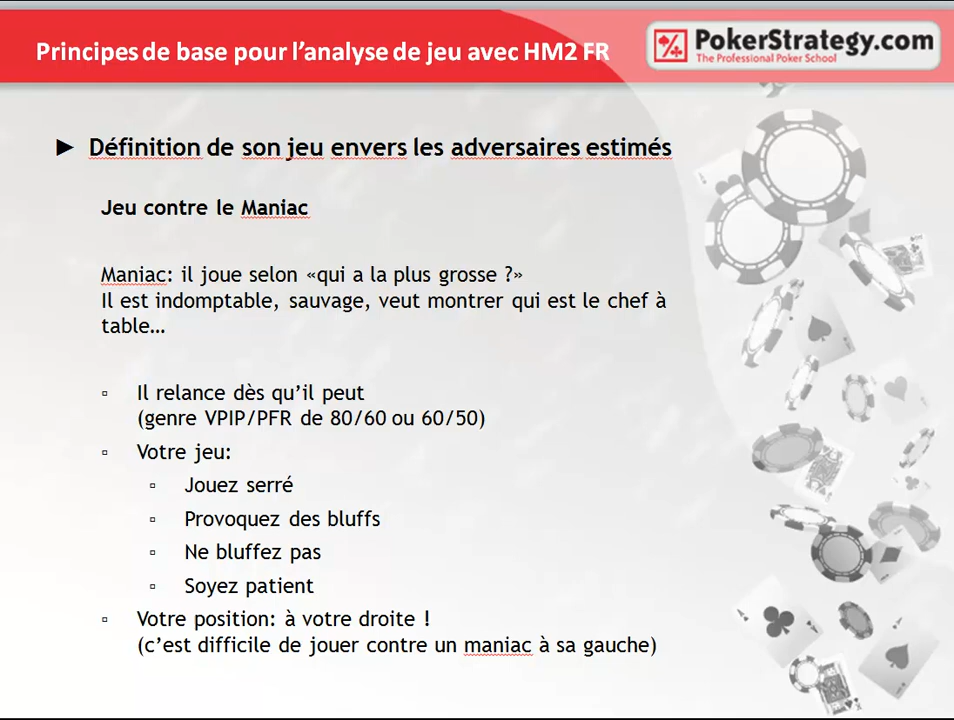 Principes de base pour l’analyse de jeu avec HM2 FR
PokerStrategy.com
The Professional Poker School
► Définition de son jeu envers les adversaires estimés
Jeu contre le Maniac
Maniac: il joue selon «qui a la plus grosse ?»
Il est indomptable, sauvage, veut montrer qui est le chef à
table…
▫ Il relance dès qu’il peut
(genre VPIP/PFR de 80/60 ou 60/50)
▫ Votre jeu:
▫ Jouez serré
▫ Provoquez des bluffs
▫ Ne bluffez pas
▫ Soyez patient
▫ Votre position: à votre droite !
(c’est difficile de jouer contre un maniac à sa gauche)